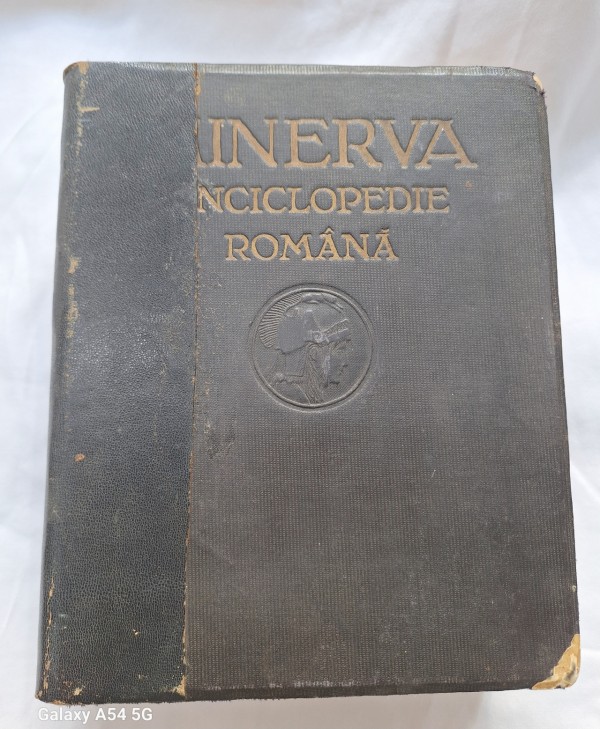 INERVA
NCICLOPEDIE
ROMÂNĂ
Galaxy A54 5G